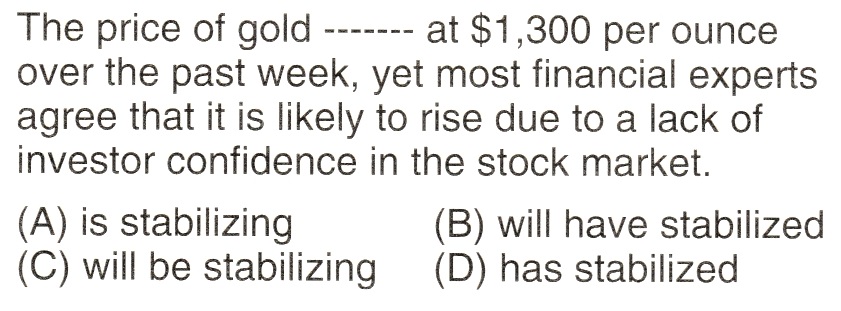 The price of gold ------- at $1,300 per ounce
over the past week, yet most financial experts
agree that it is likely to rise due to a lack of
investor confidence in the stock market.
(A) is stabilizing (B) will have stabilized
(C) will be stabilizing (D) has stabilized